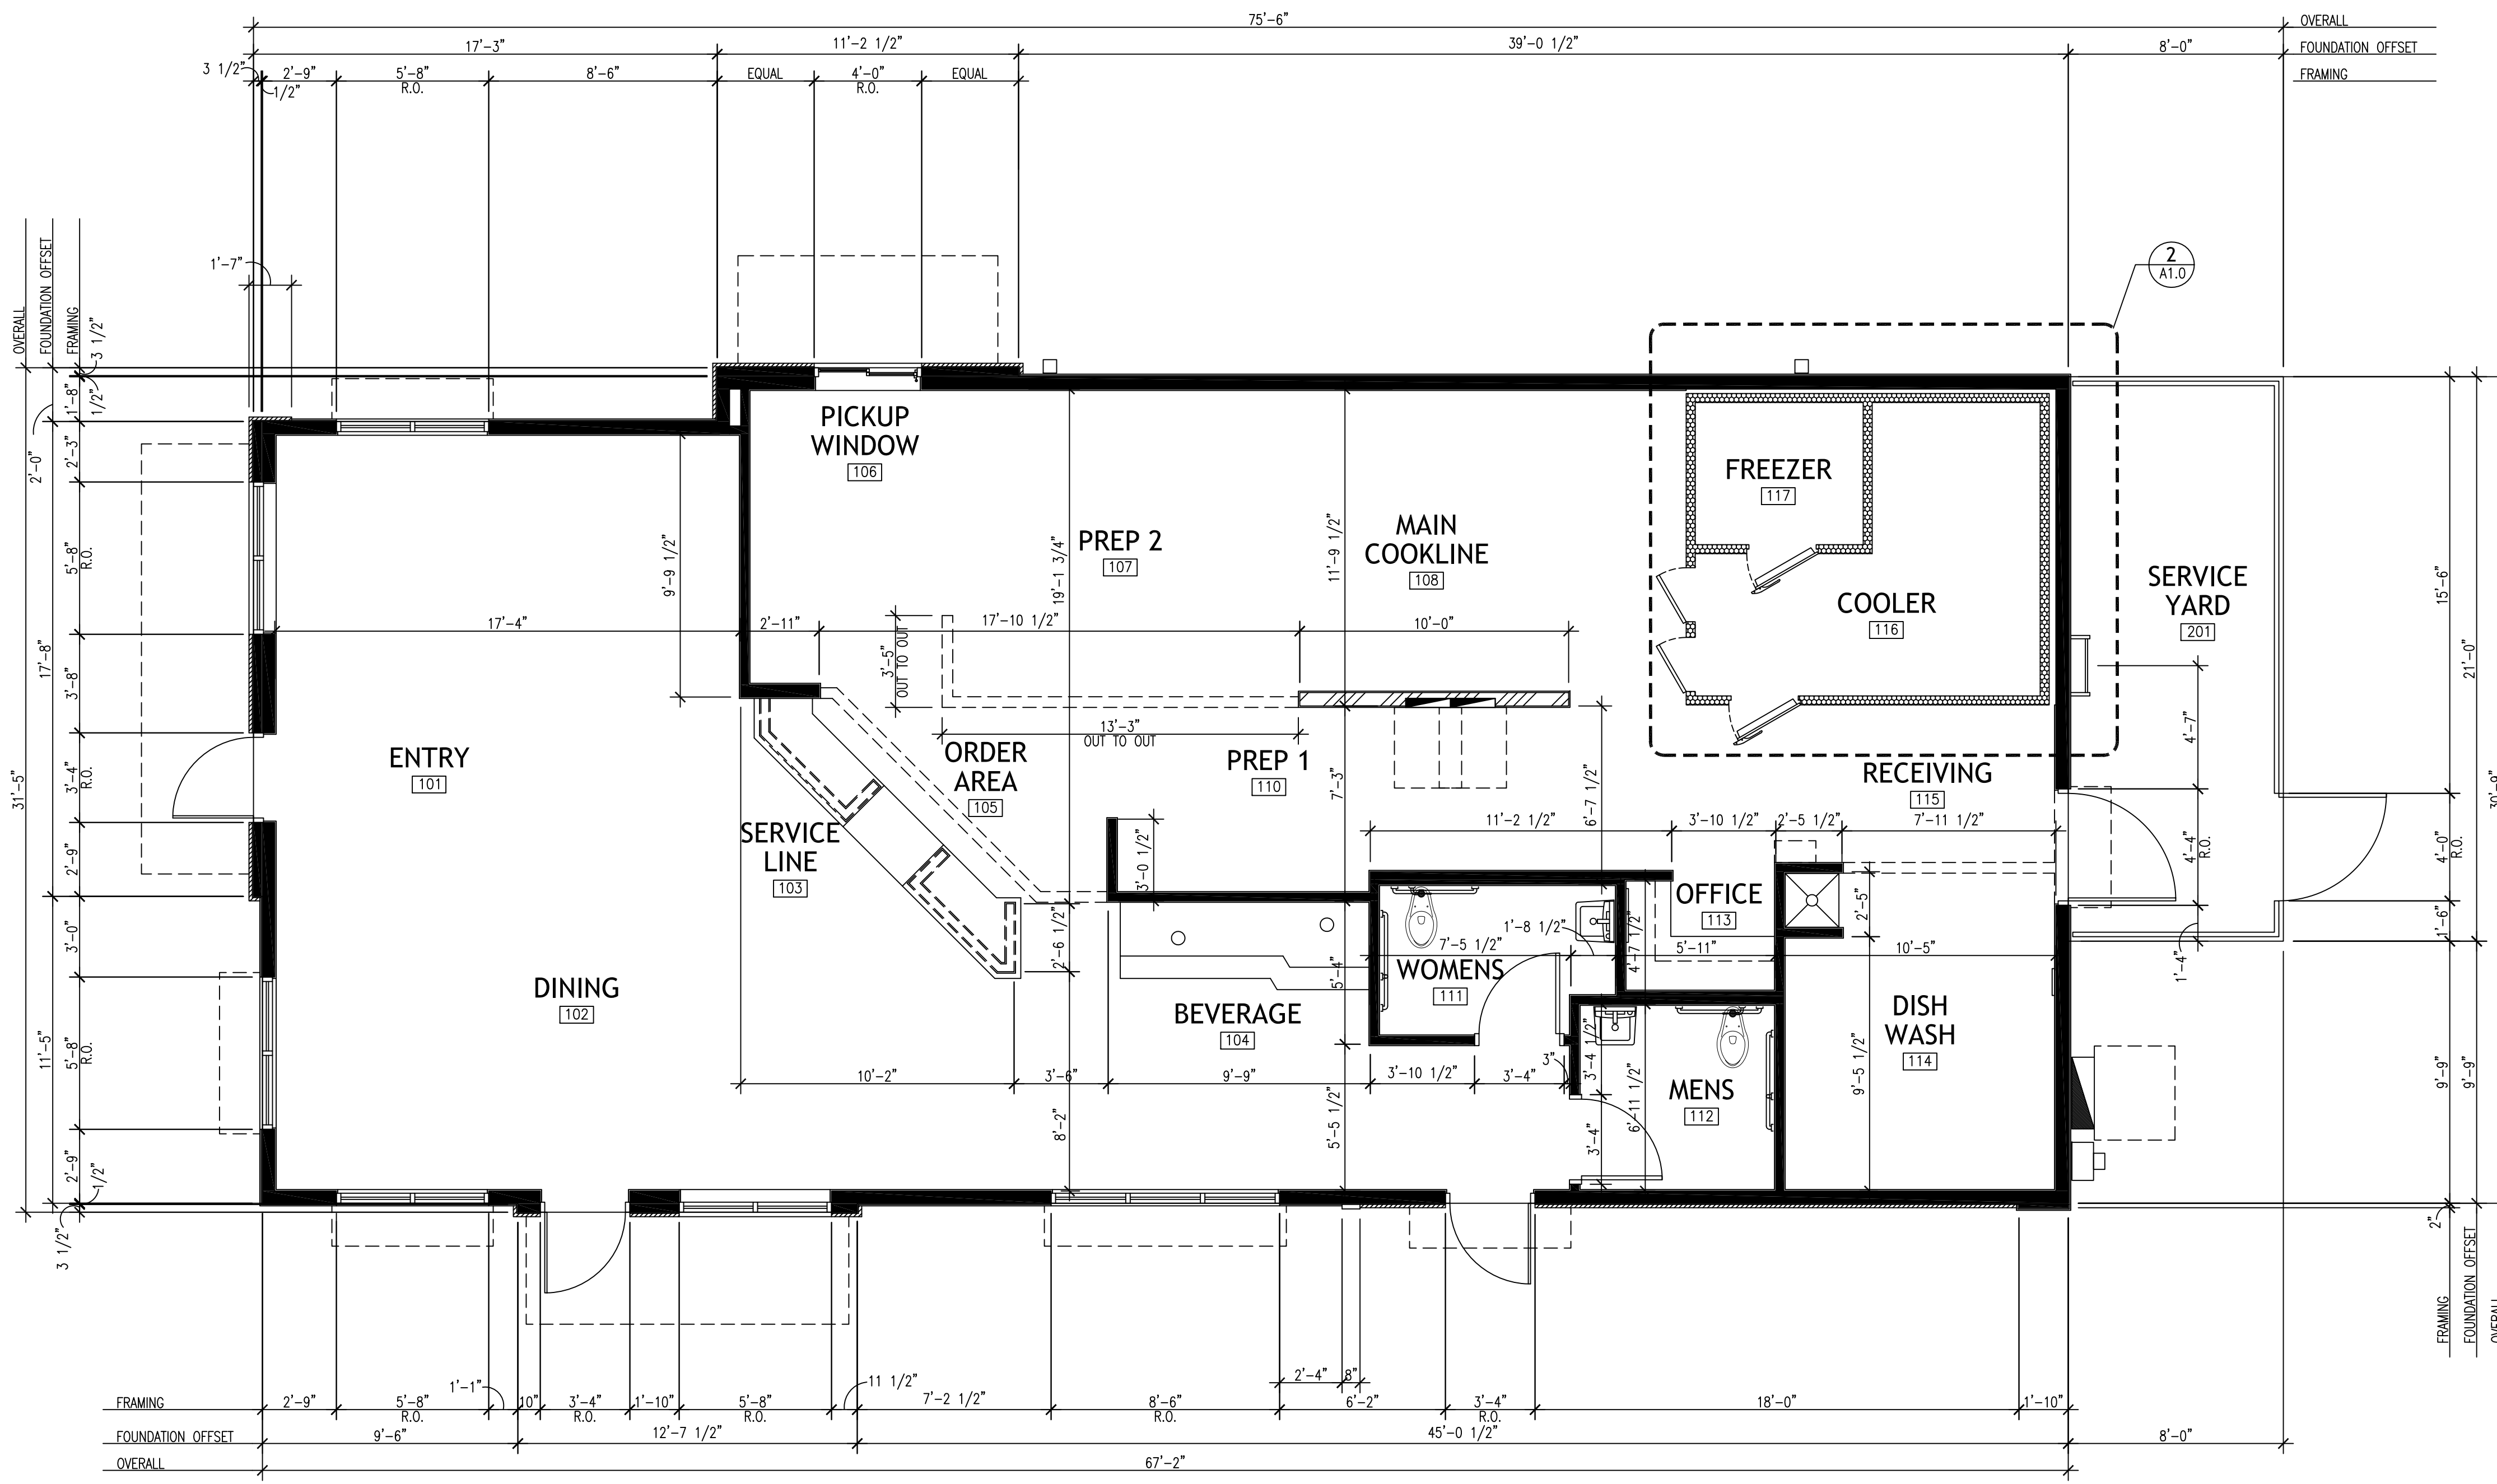 75'-6"
OVERALL
17'-3"
11'-2 1/2"
39'-0 1/2"
8'-0"
FOUNDATION OFFSET
3 1/2"
2'-9"
5'-8"
R.O.
8'-6"
EQUAL
4'-0"
R.O.
EQUAL
FRAMING
1/2"
OVERALL
FOUNDATION OFFSET
FRAMING
1'-7"
2
A1.0
3 1/2"
1/2"
1'-8"
2'-0"
2'-3"
5'-8"
R.O.
17'-8"
3'-8"
31'-5"
3'-4"
R.O.
2'-9"
3'-0"
11'-5"
5'-8"
R.O.
2'-9"
1/2"
3 1/2"
PICKUP
WINDOW
106
FREEZER
117
MAIN
COOKLINE
108
PREP 2
107
9'-9 1/2"
19'-1 3/4"
11'-9 1/2"
COOLER
116
SERVICE
YARD
201
15'-6"
21'-0"
30'-9"
17'-4"
2'-11"
17'-10 1/2"
10'-0"
3'-5"
OUT TO OUT
13'-3"
OUT TO OUT
ENTRY
101
ORDER
AREA
105
PREP 1
110
7'-3"
6'-7 1/2"
RECEIVING
115
4'-7"
4'-4"
R.O.
4'-0"
R.O.
1'-6"
1'-4"
SERVICE
LINE
103
3'-0 1/2"
11'-2 1/2"
3'-10 1/2"
2'-5 1/2"
7'-11 1/2"
OFFICE
113
2'-5"
1'-8 1/2"
7'-5 1/2"
4'-7 1/2"
5'-11"
10'-5"
2'-6 1/2"
5'-4"
WOMENS
111
DINING
102
BEVERAGE
104
DISH
WASH
114
9'-5 1/2"
3'-4 1/2"
3"
10'-2"
3'-6"
9'-9"
3'-10 1/2"
3'-4"
MENS
112
6'-11 1/2"
8'-2"
5'-5 1/2"
3'-4"
9'-9"
9'-9"
2"
FRAMING
FOUNDATION OFFSET
OVERALL
FRAMING
2'-9"
5'-8"
R.O.
1'-1"
10"
3'-4"
R.O.
1'-10"
5'-8"
R.O.
11 1/2"
7'-2 1/2"
8'-6"
R.O.
2'-4"
8"
6'-2"
3'-4"
R.O.
18'-0"
1'-10"
FOUNDATION OFFSET
9'-6"
12'-7 1/2"
45'-0 1/2"
8'-0"
OVERALL
67'-2"